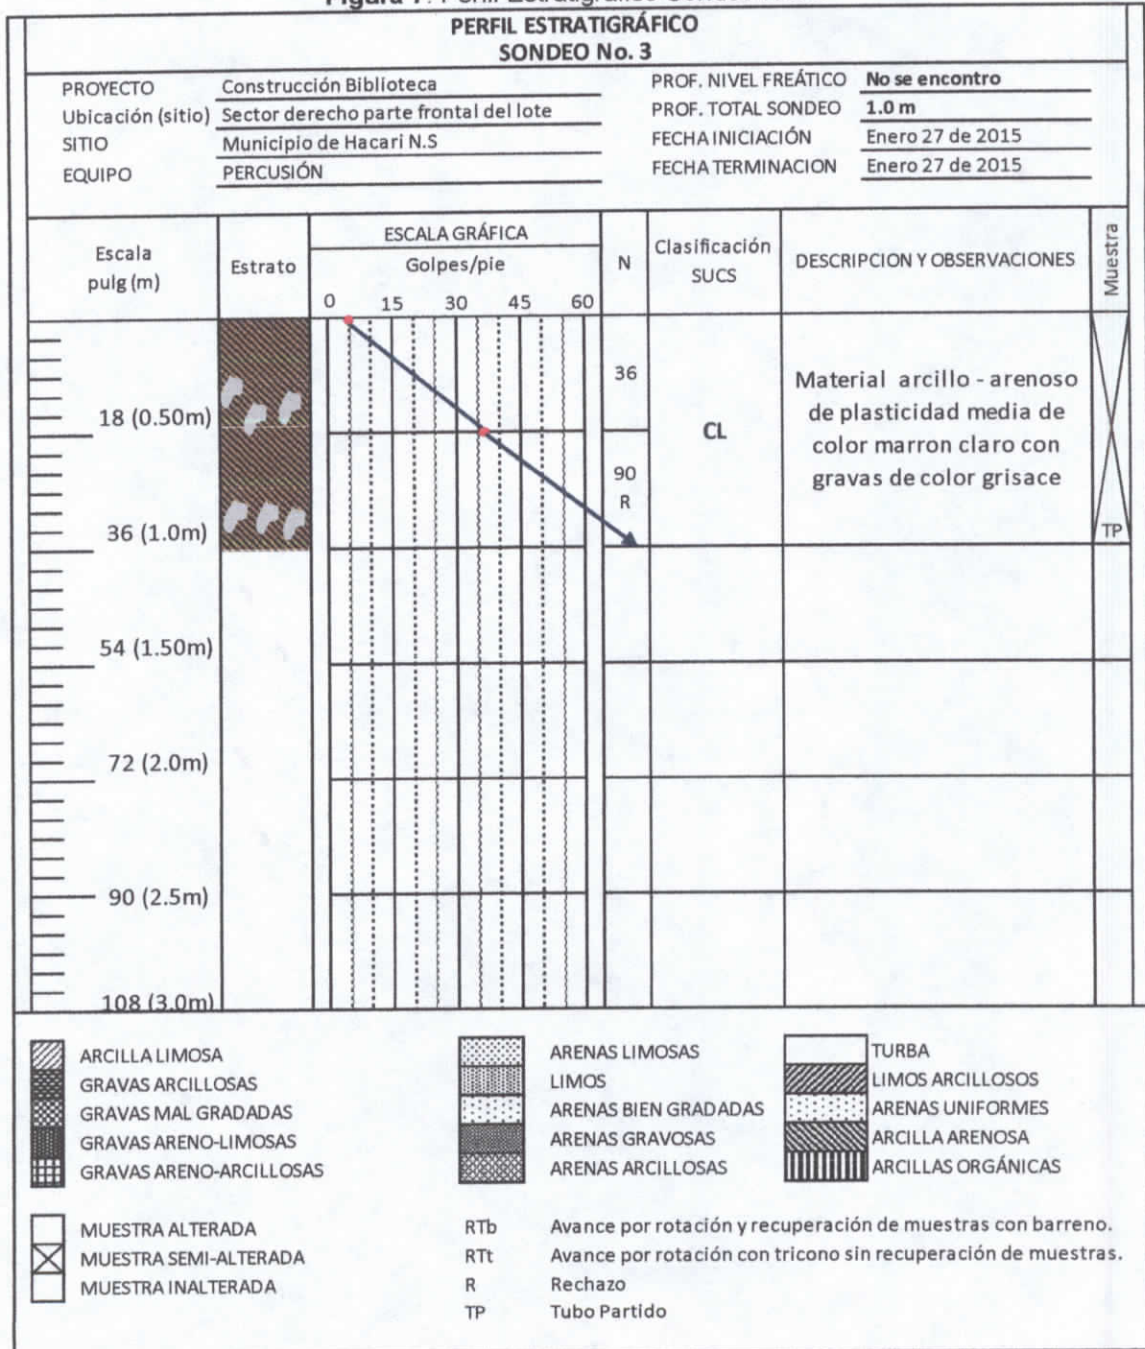 PERFIL ESTRATIGRÁFICO
SONDEO No. 3
PROYECTO Construcción Biblioteca
Ubicación (sitio) Sector derecho parte frontal del lote
SITIO Municipio de Hacari N.S
EQUIPO PERCUSIÓN
PROF. NIVEL FREÁTICO No se encontro
PROF. TOTAL SONDEO 1.0 m
FECHA INICIACIÓN Enero 27 de 2015
FECHA TERMINACION Enero 27 de 2015
Escala
pulg (m)
Estrato
ESCALA GRÁFICA
Golpes/pie
0 15 30 45 60
N
Clasificación
SUCS
DESCRIPCION Y OBSERVACIONES
Muestra
18 (0.50m)
36 (1.0m)
54 (1.50m)
72 (2.0m)
90 (2.5m)
108 (3.0m)
36
90
R
CL
Material arcillo - arenoso
de plasticidad media de
color marron claro con
gravas de color grisace
TP
ARCILLA LIMOSA
GRAVAS ARCILLOSAS
GRAVAS MAL GRADADAS
GRAVAS ARENO-LIMOSAS
GRAVAS ARENO-ARCILLOSAS
ARENAS LIMOSAS
LIMOS
ARENAS BIEN GRADADAS
ARENAS GRAVOSAS
ARENAS ARCILLOSAS
TURBA
LIMOS ARCILLOSOS
ARENAS UNIFORMES
ARCILLA ARENOSA
ARCILLAS ORGÁNICAS
MUESTRA ALTERADA
MUESTRA SEMI-ALTERADA
MUESTRA INALTERADA
RTb Avance por rotación y recuperación de muestras con barreno.
RTt Avance por rotación con tricono sin recuperación de muestras.
R Rechazo
TP Tubo Partido